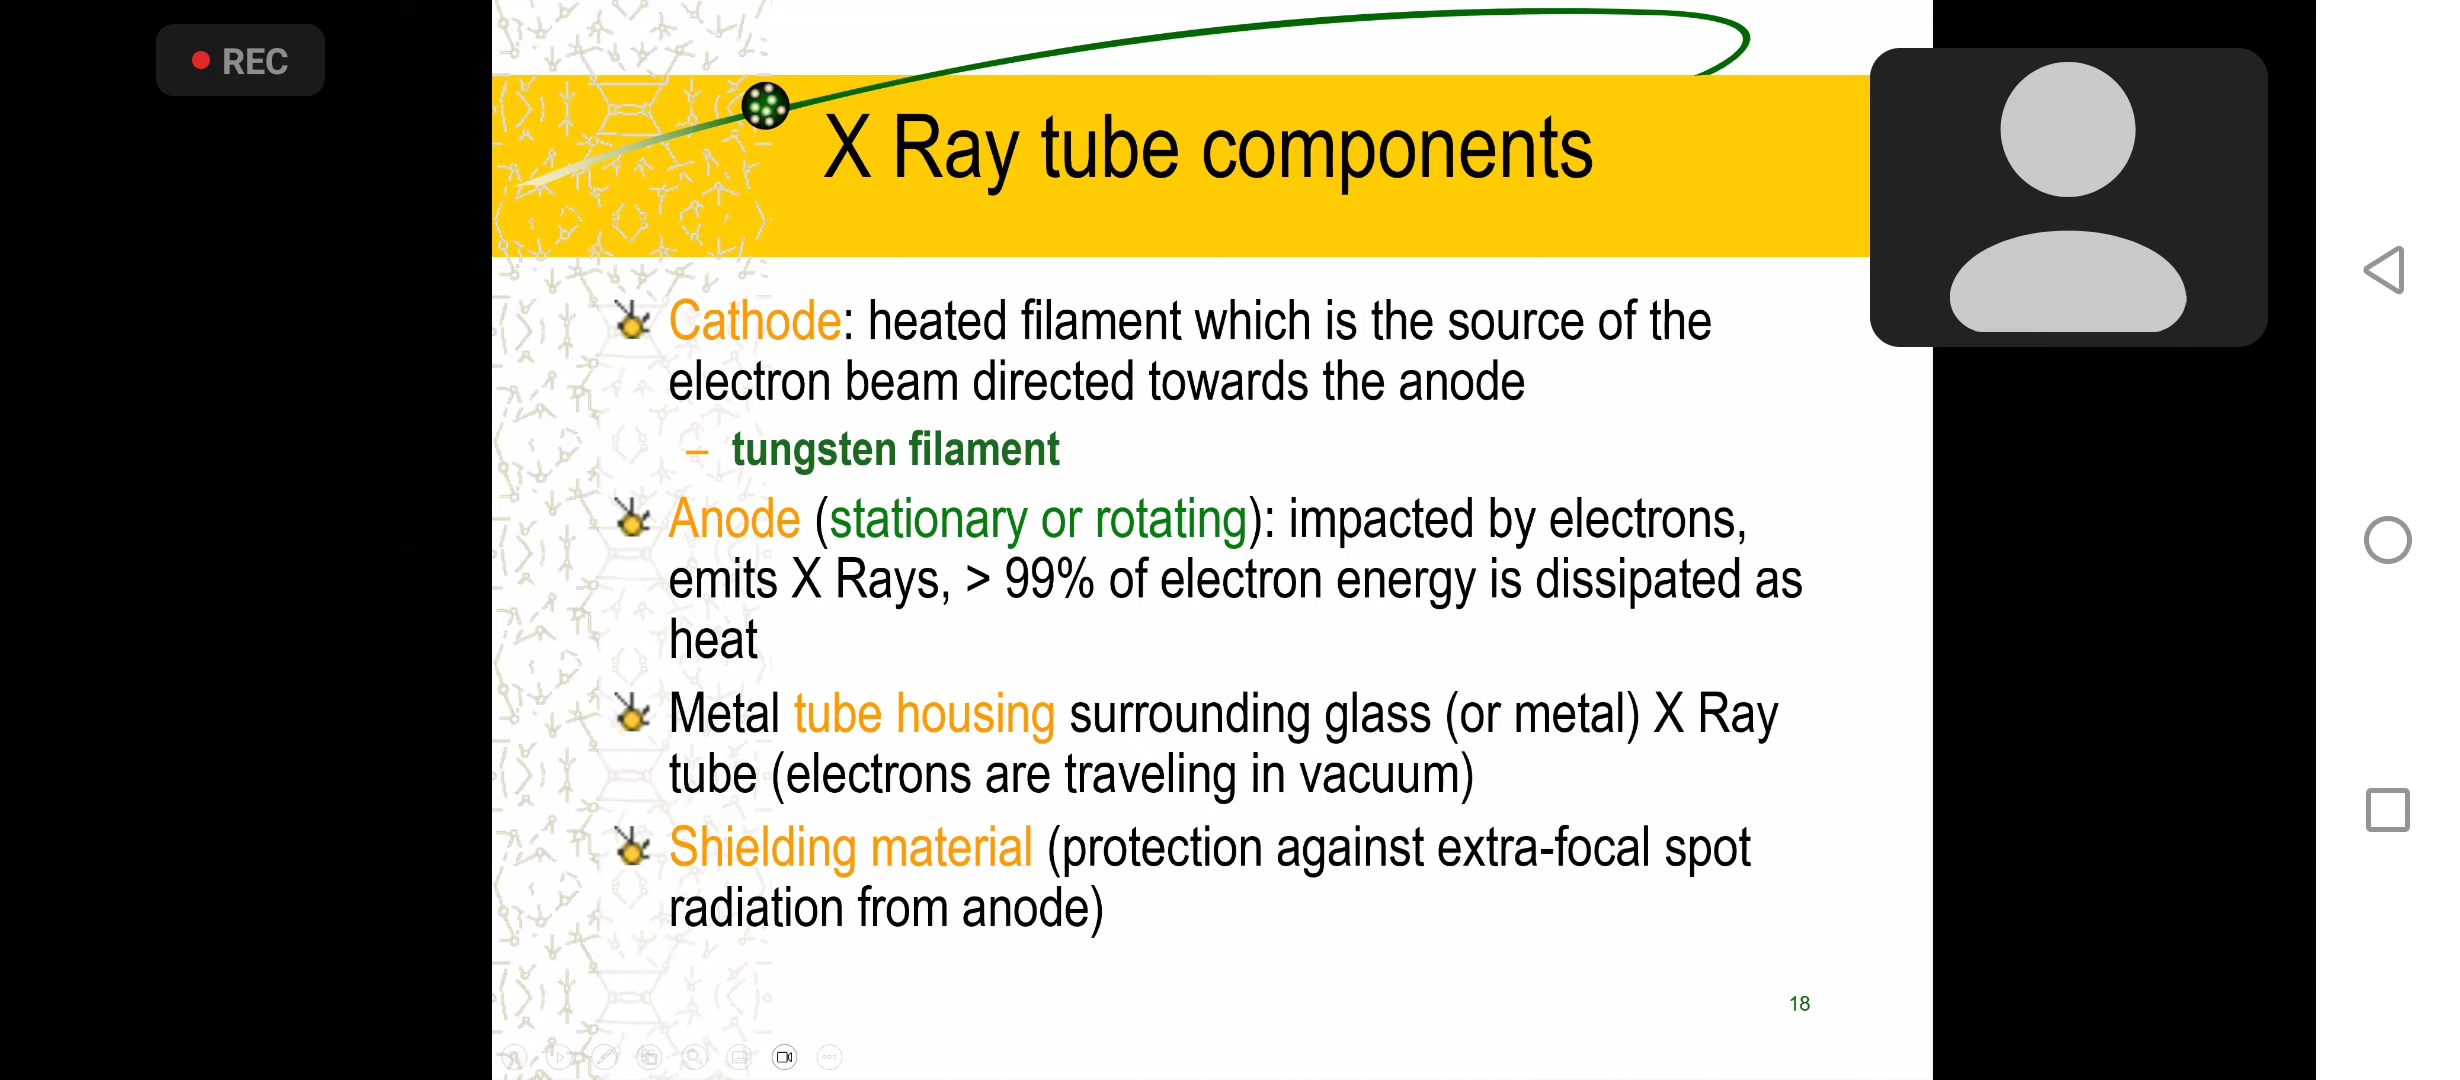 REC
X Ray tube components
Cathode: heated filament which is the source of the
electron beam directed towards the anode
– tungsten filament
Anode (stationary or rotating): impacted by electrons,
emits X Rays, > 99% of electron energy is dissipated as
heat
Metal tube housing surrounding glass (or metal) X Ray
tube (electrons are traveling in vacuum)
Shielding material (protection against extra-focal spot
radiation from anode)
18